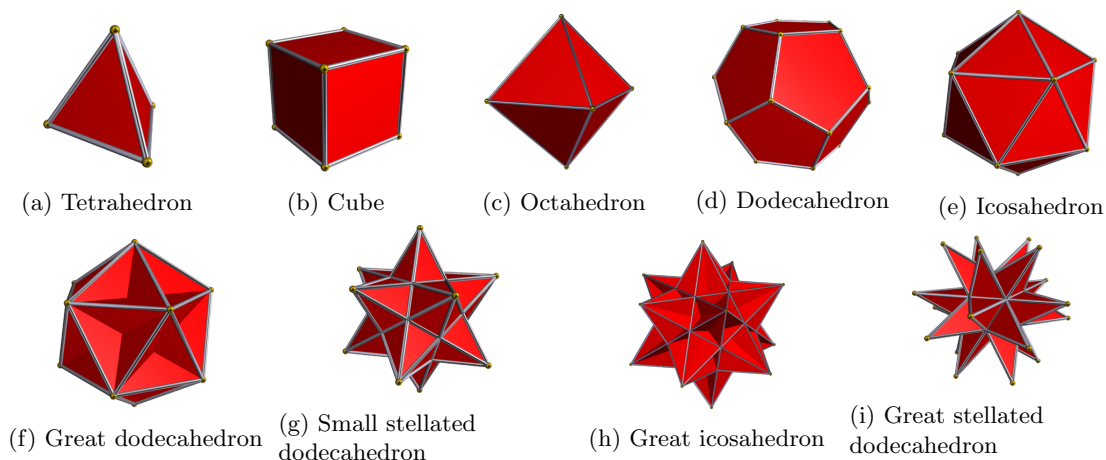 (a) Tetrahedron
(b) Cube
(c) Octahedron
(d) Dodecahedron
(e) Icosahedron
(f) Great dodecahedron
(g) Small stellated
dodecahedron
(h) Great icosahedron
(i) Great stellated
dodecahedron